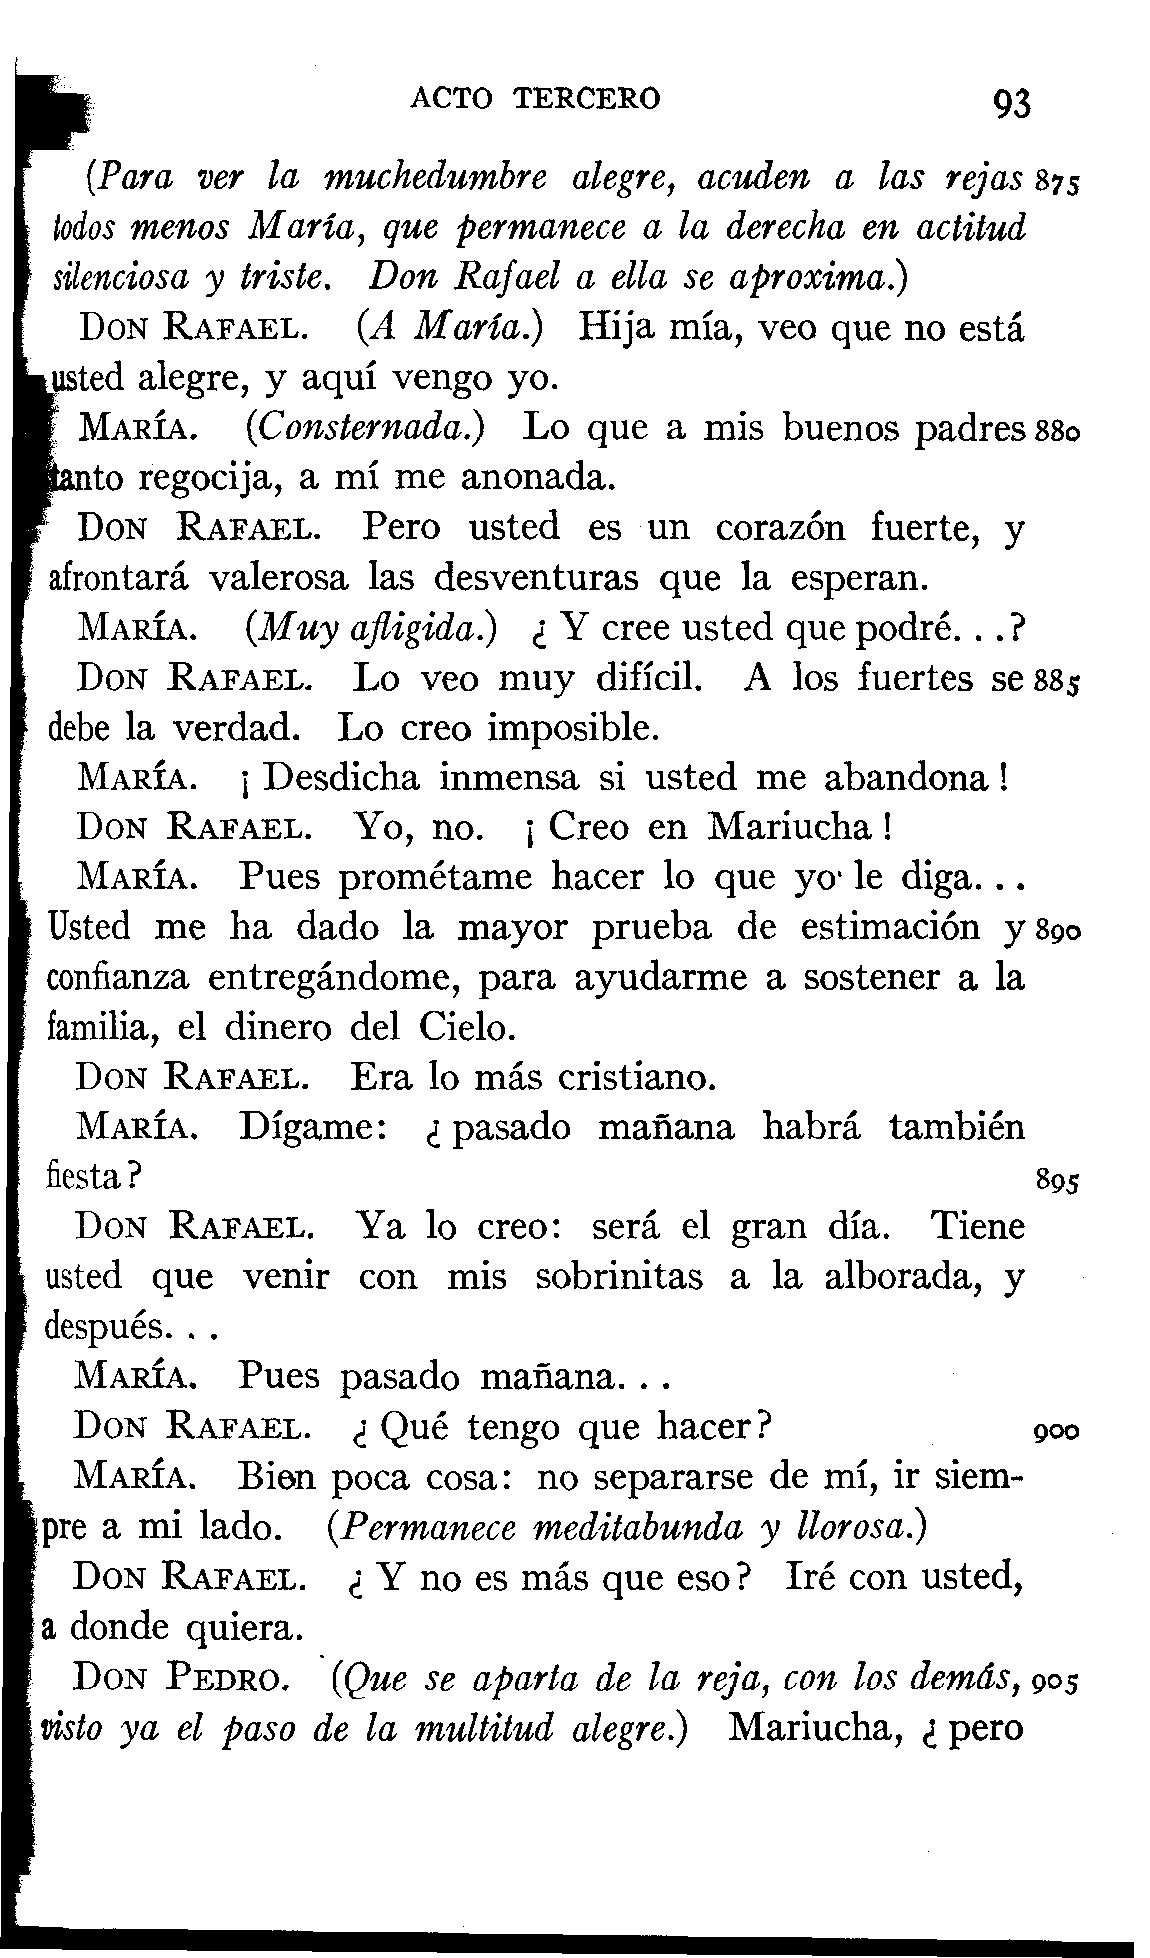 ACTO TERCERO 93
(Para ver la muchedumbre alegre, acuden a las rejas 875
todos menos María, que permanece a la derecha en actitud
silenciosa y triste. Don Rafael a ella se aproxima.)
DON RAFAEL. (A María.) Hija mía, veo que no está
usted alegre, y aquí vengo yo.
MARÍA. (Consternada.) Lo que a mis buenos padres 880
tanto regocija, a mí me anonada.
DON RAFAEL. Pero usted es un corazón fuerte, y
afrontará valerosa las desventuras que la esperan.
MARÍA. (Muy afligida.) ¿Y cree usted que podré...?
DON RAFAEL. Lo veo muy difícil. A los fuertes se 885
debe la verdad. Lo creo imposible.
MARÍA. ¡Desdicha inmensa si usted me abandona!
DON RAFAEL. Yo, no. ¡Creo en Mariucha!
MARÍA. Pues prométame hacer lo que yo le diga...
Usted me ha dado la mayor prueba de estimación y 890
confianza entregándome, para ayudarme a sostener a la
familia, el dinero del Cielo.
DON RAFAEL. Era lo más cristiano.
MARÍA. Dígame: ¿pasado mañana habrá también
fiesta? 895
DON RAFAEL. Ya lo creo: será el gran día. Tiene
usted que venir con mis sobrinitas a la alborada, y
después...
MARÍA. Pues pasado mañana...
DON RAFAEL. ¿Qué tengo que hacer? 900
MARÍA. Bien poca cosa: no separarse de mí, ir siem-
pre a mi lado. (Permanece meditabunda y llorosa.)
DON RAFAEL. ¿Y no es más que eso? Iré con usted,
a donde quiera.
DON PEDRO. (Que se aparta de la reja, con los demás, 905
visto ya el paso de la multitud alegre.) Mariucha, ¿pero